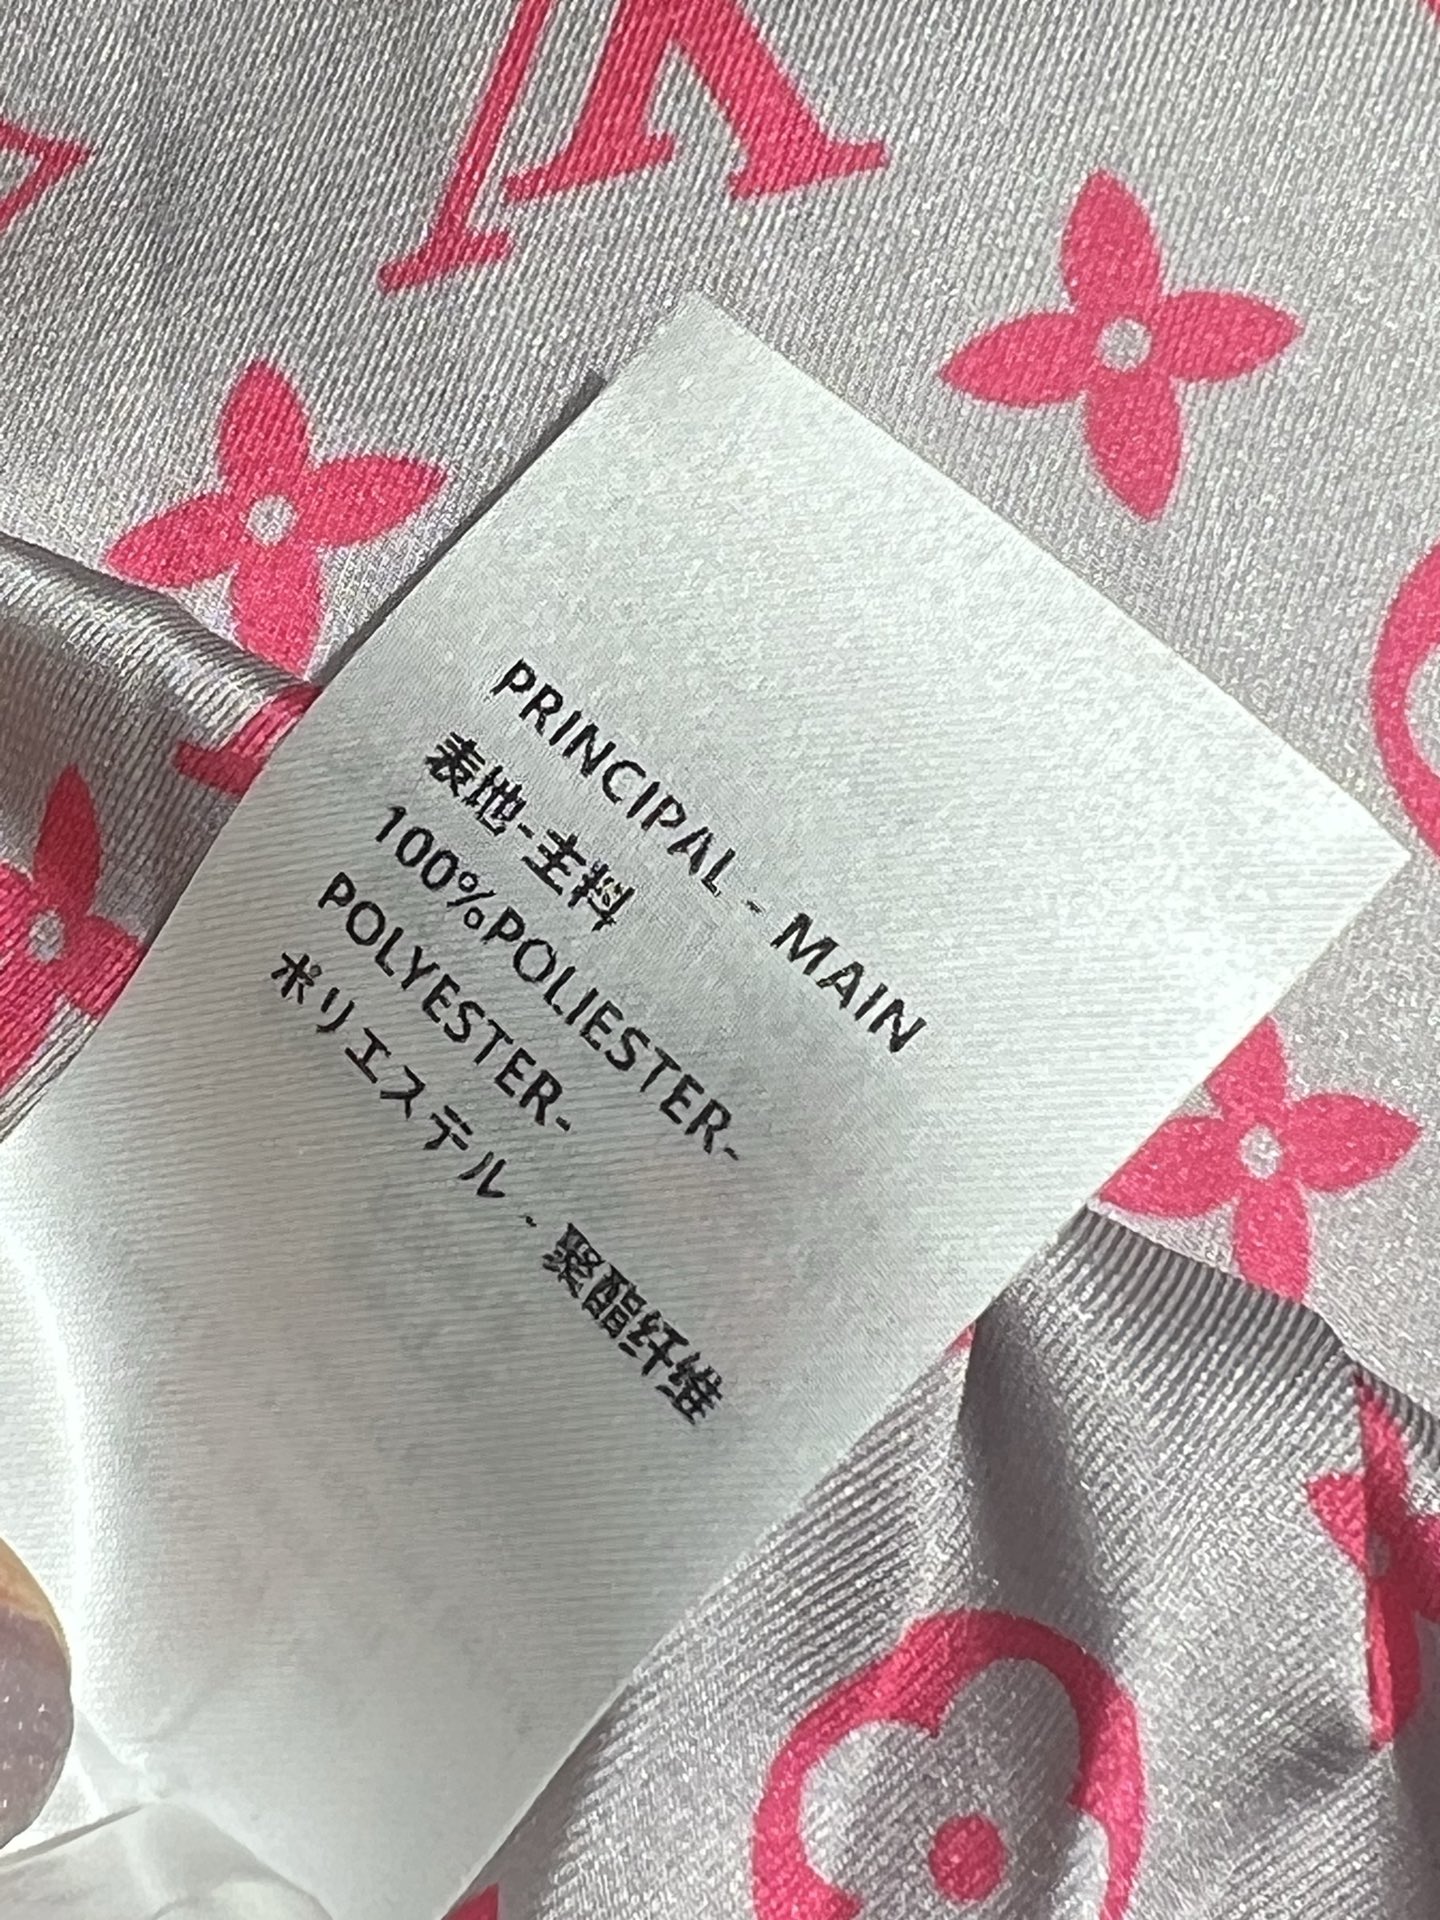 PRINCIPAL - MAIN
表地-主料
100%POLIESTER-
POLYESTER-
ポリエステル - 聚酯纤维